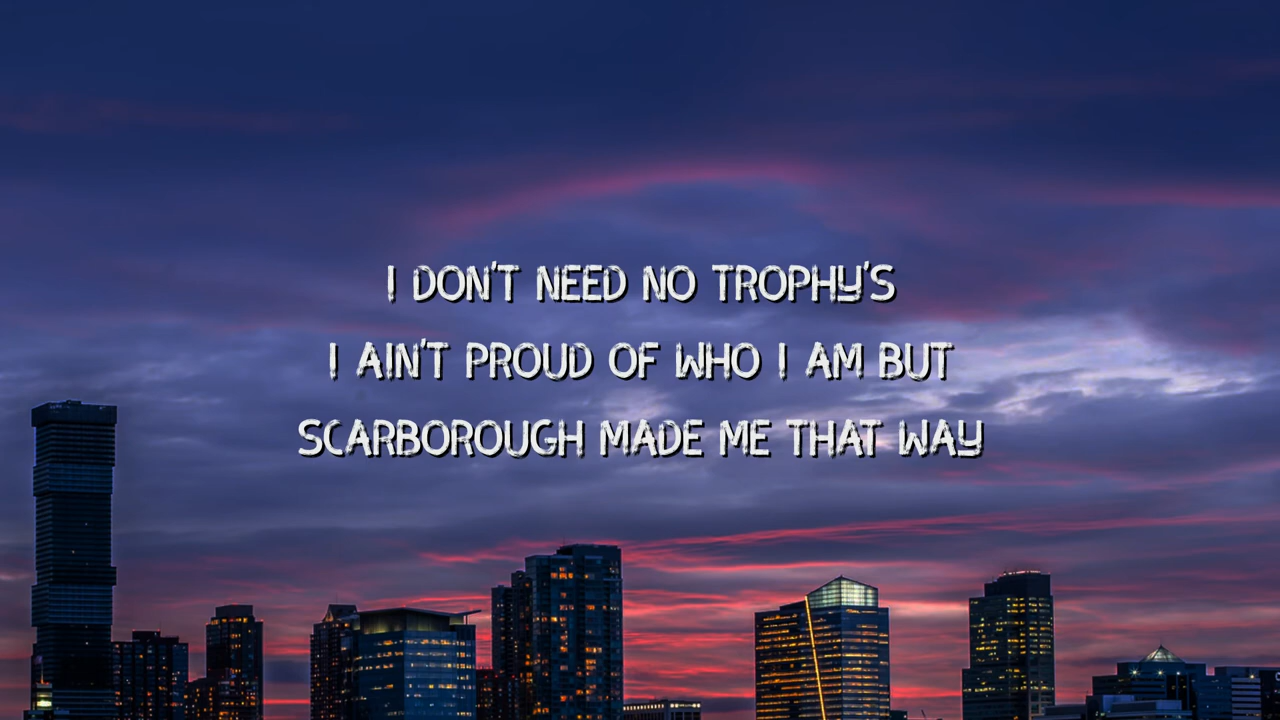 I DON'T NEED NO TROPHY'S
I AIN'T PROUD OF WHO I AM BUT
SCARBOROUGH MADE ME THAT WAY